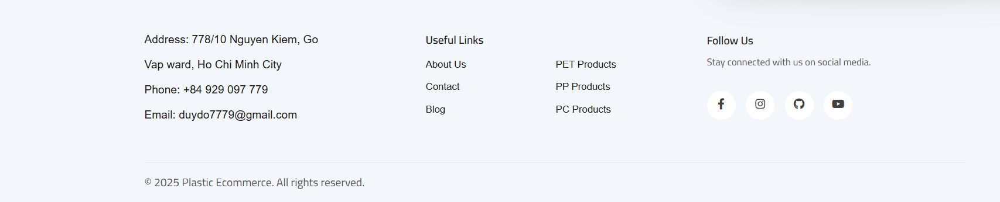 Address: 778/10 Nguyen Kiem, Go
Vap ward, Ho Chi Minh City
Phone: +84 929 097 779
Email: duydo7779@gmail.com
Useful Links
About Us
Contact
Blog
PET Products
PP Products
PC Products
Follow Us
Stay connected with us on social media.
© 2025 Plastic Ecommerce. All rights reserved.